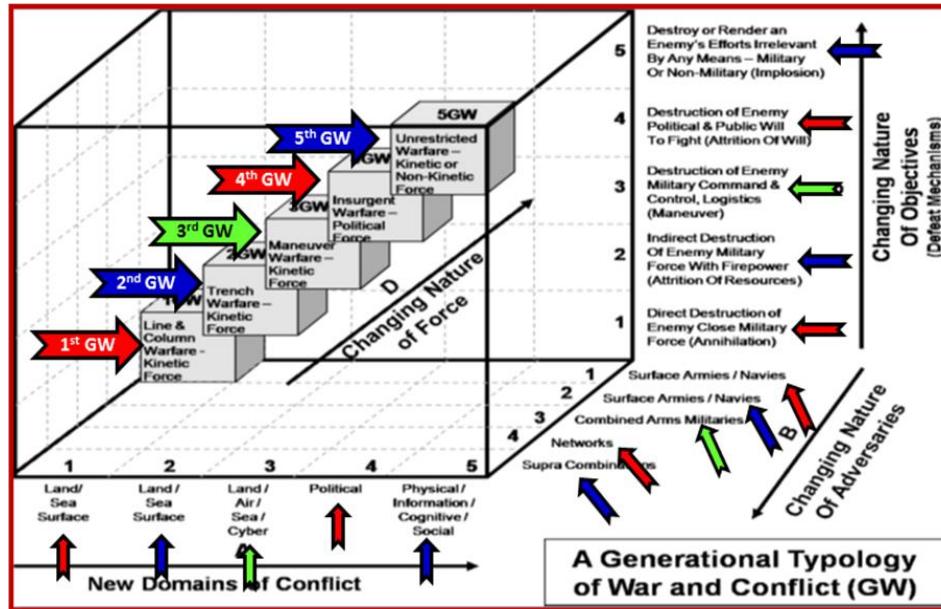 5
4
3
2
1
Destroy or Render an
Enemy's Efforts Irrelevant
By Any Means – Military
Or Non-Military (Implosion)
Destruction of Enemy
Political & Public Will
To Fight (Attrition Of Will)
Destruction of Enemy
Military Command &
Control, Logistics
(Maneuver)
Indirect Destruction
Of Enemy Military
Force With Firepower
(Attrition Of Resources)
Direct Destruction of
Enemy Close Military
Force (Annihilation)
Changing Nature
Of Objectives
(Defeat Mechanisms)
5GW
5th GW
Unrestricted
Warfare –
Kinetic or
Non-Kinetic
Force
4th GW
Insurgent
Warfare –
Political
Force
3GW
3rd GW
Maneuver
Warfare –
Kinetic
Force
2GW
2nd GW
Trench
Warfare –
Kinetic
Force
1st GW
Line &
Column
Warfare -
Kinetic
Force
D
Changing Nature
of Force
1
2
3
4
Surface Armies / Navies
Surface Armies / Navies
Combined Arms Militaries
Networks
B
Changing Nature
Of Adversaries
1
2
3
4
5
Land/
Sea
Surface
Land /
Sea
Surface
Land /
Air /
Sea /
Cyber
Political
Physical /
Information /
Cognitive /
Social
New Domains of Conflict
A Generational Typology
of War and Conflict (GW)